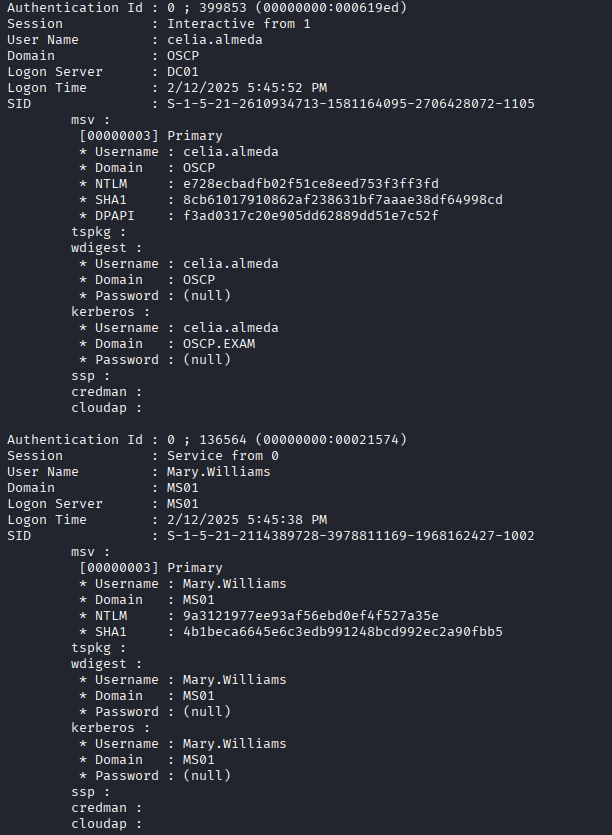 Authentication Id : 0 ; 399853 (00000000:000619ed)
Session           : Interactive from 1
User Name         : celia.almeda
Domain            : OSCP
Logon Server      : DC01
Logon Time        : 2/12/2025 5:45:52 PM
SID               : S-1-5-21-2610934713-1581164095-2706428072-1105
        msv :
         [00000003] Primary
         * Username : celia.almeda
         * Domain   : OSCP
         * NTLM     : e728ecbadfb02f51ce8eed753f3ff3fd
         * SHA1     : 8cb61017910862af238631bf7aaae38df64998cd
         * DPAPI    : f3ad0317c20e905dd62889dd51e7c52f
        tspkg :
        wdigest :
         * Username : celia.almeda
         * Domain   : OSCP
         * Password : (null)
        kerberos :
         * Username : celia.almeda
         * Domain   : OSCP.EXAM
         * Password : (null)
        ssp :
        credman :
        cloudap :

Authentication Id : 0 ; 136564 (00000000:00021574)
Session           : Service from 0
User Name         : Mary.Williams
Domain            : MS01
Logon Server      : MS01
Logon Time        : 2/12/2025 5:45:38 PM
SID               : S-1-5-21-2114389728-3978811169-1968162427-1002
        msv :
         [00000003] Primary
         * Username : Mary.Williams
         * Domain   : MS01
         * NTLM     : 9a3121977ee93af56ebd0ef4f527a35e
         * SHA1     : 4b1beca6645e6c3edb991248bcd992ec2a90fbb5
        tspkg :
        wdigest :
         * Username : Mary.Williams
         * Domain   : MS01
         * Password : (null)
        kerberos :
         * Username : Mary.Williams
         * Domain   : MS01
         * Password : (null)
        ssp :
        credman :
        cloudap :